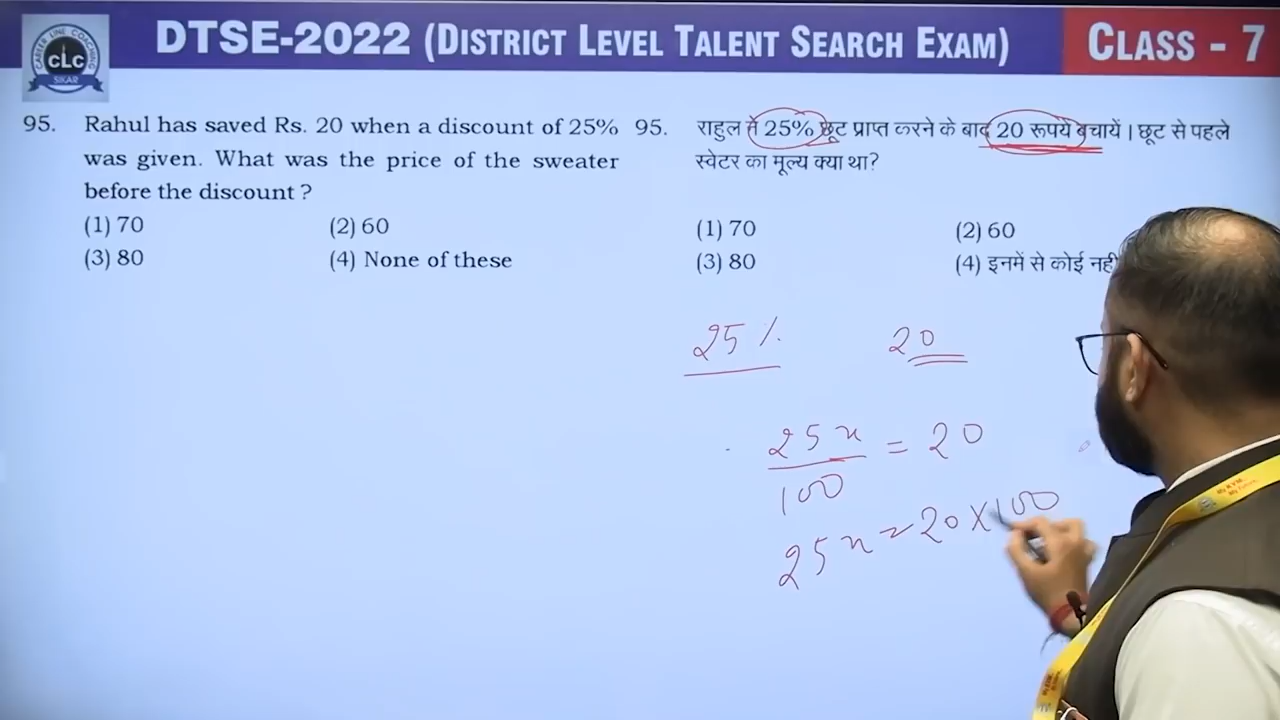 CAREER LINE COACHING
CLC
SIKAR
DTSE-2022 (DISTRICT LEVEL TALENT SEARCH EXAM)
CLASS - 7
95. Rahul has saved Rs. 20 when a discount of 25%
was given. What was the price of the sweater
before the discount ?
(1) 70 (2) 60
(3) 80 (4) None of these
95. राहुल ने 25% छूट प्राप्त करने के बाद 20 रूपये बचायें। छूट से पहले
स्वेटर का मूल्य क्या था?
(1) 70 (2) 60
(3) 80 (4) इनमें से कोई नहीं
25% 20
25x = 20
100
25x = 20 X 100